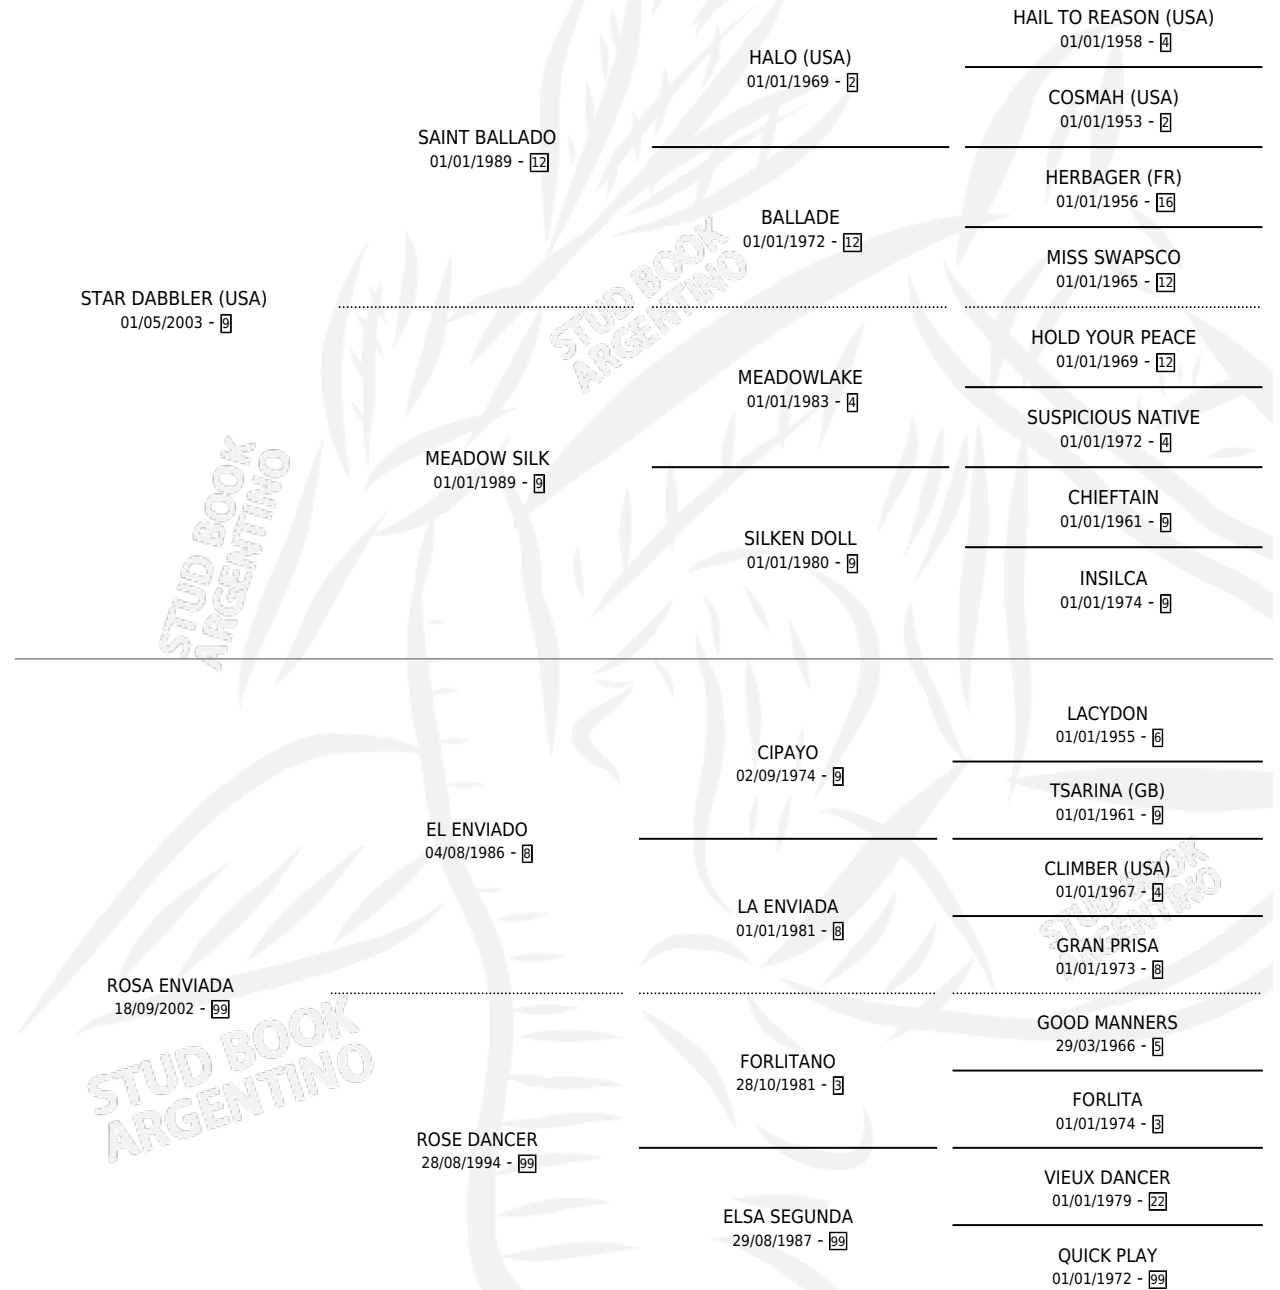 HAIL TO REASON (USA)
01/01/1958 - 4
HALO (USA)
01/01/1969 - 2
COSMAH (USA)
01/01/1953 - 2
SAINT BALLADO
01/01/1989 - 12
HERBAGER (FR)
01/01/1956 - 16
BALLADE
01/01/1972 - 12
MISS SWAPSCO
01/01/1965 - 12
STAR DABBLER (USA)
01/05/2003 - 9
STUD BOOK
ARGENTINO
HOLD YOUR PEACE
01/01/1969 - 12
MEADOWLAKE
01/01/1983 - 4
SUSPICIOUS NATIVE
01/01/1972 - 4
MEADOW SILK
01/01/1989 - 9
CHIEFTAIN
01/01/1961 - 9
SILKEN DOLL
01/01/1980 - 9
INSILCA
01/01/1974 - 9
STUD BOOK
ARGENTINO
LACYDON
01/01/1955 - 6
CIPAYO
02/09/1974 - 9
TSARINA (GB)
01/01/1961 - 9
EL ENVIADO
04/08/1986 - 8
CLIMBER (USA)
01/01/1967 - 4
LA ENVIADA
01/01/1981 - 8
STUD BOOK
ARGENTINO
GRAN PRISA
01/01/1973 - 8
ROSA ENVIADA
18/09/2002 - 99
STUD BOOK
ARGENTINO
GOOD MANNERS
29/03/1966 - 5
FORLITANO
28/10/1981 - 3
FORLITA
01/01/1974 - 3
ROSE DANCER
28/08/1994 - 99
VIEUX DANCER
01/01/1979 - 22
ELSA SEGUNDA
29/08/1987 - 99
QUICK PLAY
01/01/1972 - 99